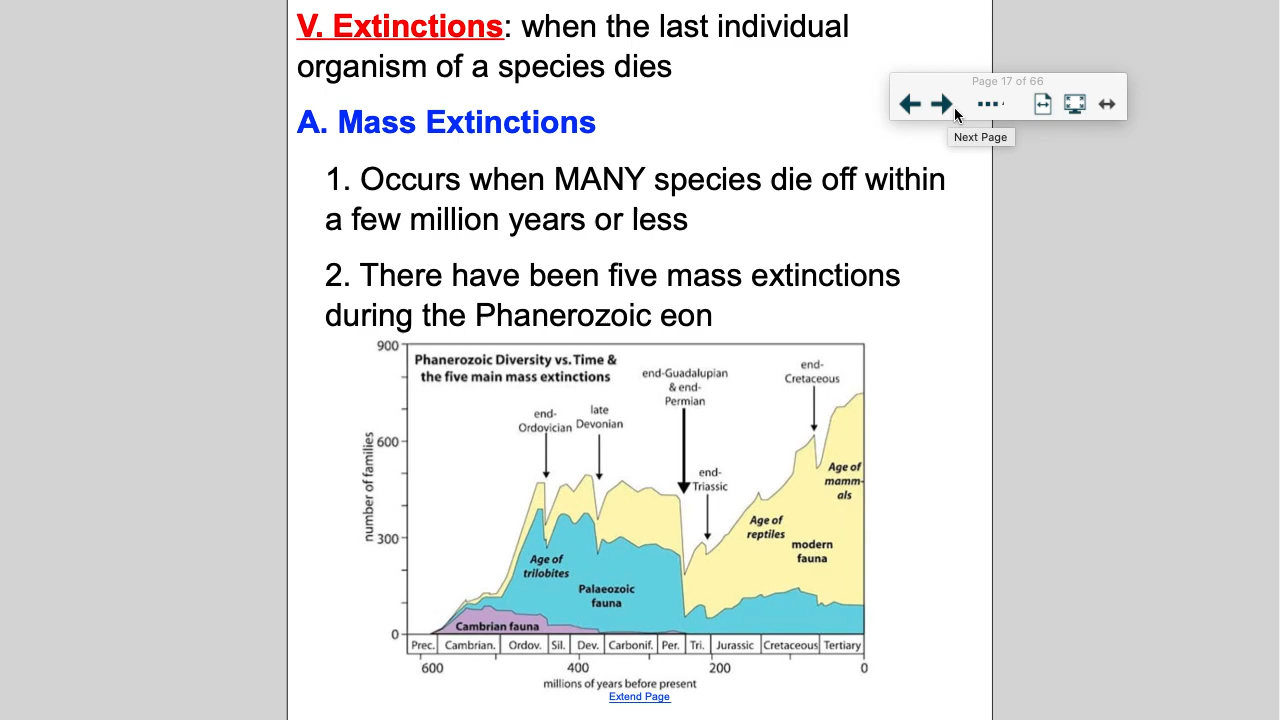 V. Extinctions: when the last individual
organism of a species dies
Page 17 of 66
Next Page
A. Mass Extinctions
1. Occurs when MANY species die off within
a few million years or less
2. There have been five mass extinctions
during the Phanerozoic eon
Phanerozoic Diversity vs. Time &
the five main mass extinctions
number of families
900
600
300
0
end-
Ordovician
late
Devonian
end-Guadalupian
& end-
Permian
end-
Triassic
end-
Cretaceous
Age of
trilobites
Palaeozoic
fauna
Cambrian fauna
Age of
reptiles
modern
fauna
Age of
mamm-
als
Prec. Cambrian. Ordov. Sil. Dev. Carbonif. Per. Tri. Jurassic Cretaceous Tertiary
600 400 200 0
millions of years before present
Extend Page